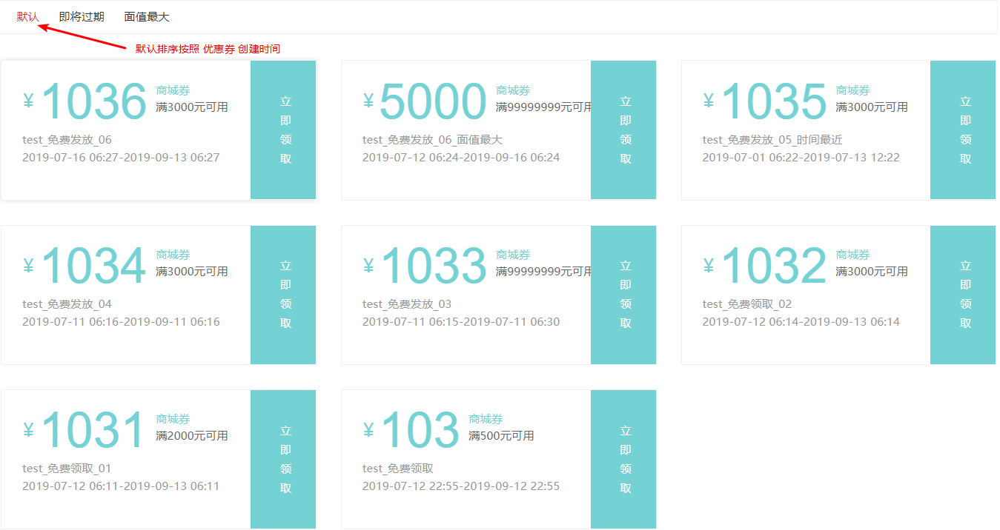 默认 即将过期 面值最大
默认排序按照 优惠券 创建时间
¥ 1036 商城券
满3000元可用
test_免费发放_06
2019-07-16 06:27-2019-09-13 06:27
立
即
领
取
¥ 5000 商城券
满99999999元可用
test_免费发放_06_面值最大
2019-07-12 06:24-2019-09-16 06:24
立
即
领
取
¥ 1035 商城券
满3000元可用
test_免费发放_05_时间最近
2019-07-01 06:22-2019-07-13 12:22
立
即
领
取
¥ 1034 商城券
满3000元可用
test_免费发放_04
2019-07-11 06:16-2019-09-11 06:16
立
即
领
取
¥ 1033 商城券
满99999999元可用
test_免费发放_03
2019-07-11 06:15-2019-07-11 06:30
立
即
领
取
¥ 1032 商城券
满3000元可用
test_免费领取_02
2019-07-12 06:14-2019-09-13 06:14
立
即
领
取
¥ 1031 商城券
满2000元可用
test_免费领取_01
2019-07-12 06:11-2019-09-13 06:11
立
即
领
取
¥ 103 商城券
满500元可用
test_免费领取
2019-07-12 22:55-2019-09-12 22:55
立
即
领
取